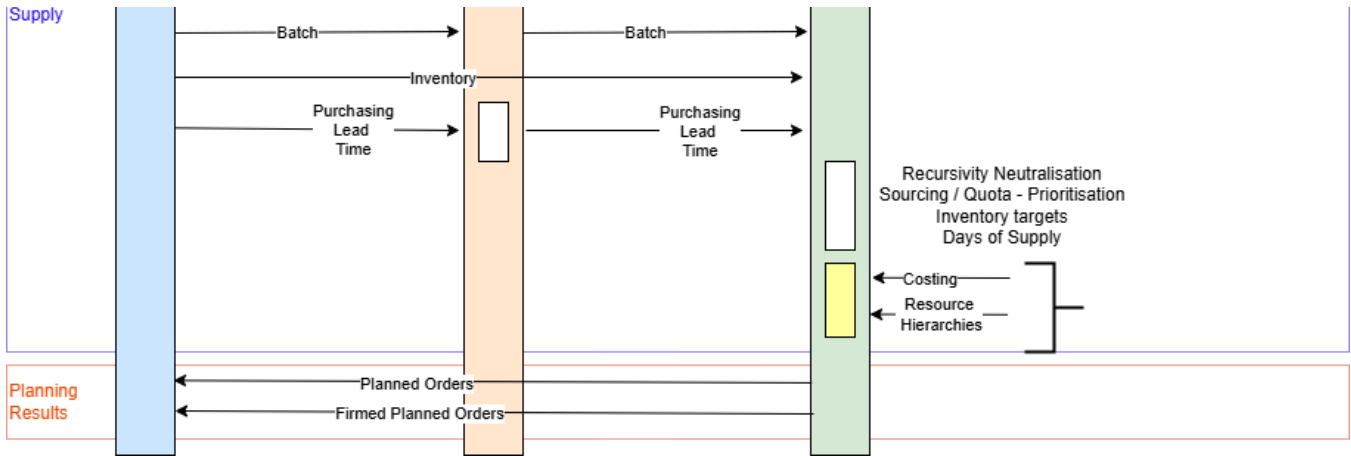 Supply
Batch
Batch
Inventory
Purchasing
Lead
Time
Purchasing
Lead
Time
Recursivity Neutralisation
Sourcing / Quota - Prioritisation
Inventory targets
Days of Supply
Costing
Resource
Hierarchies
Planning
Results
Planned Orders
Firmed Planned Orders